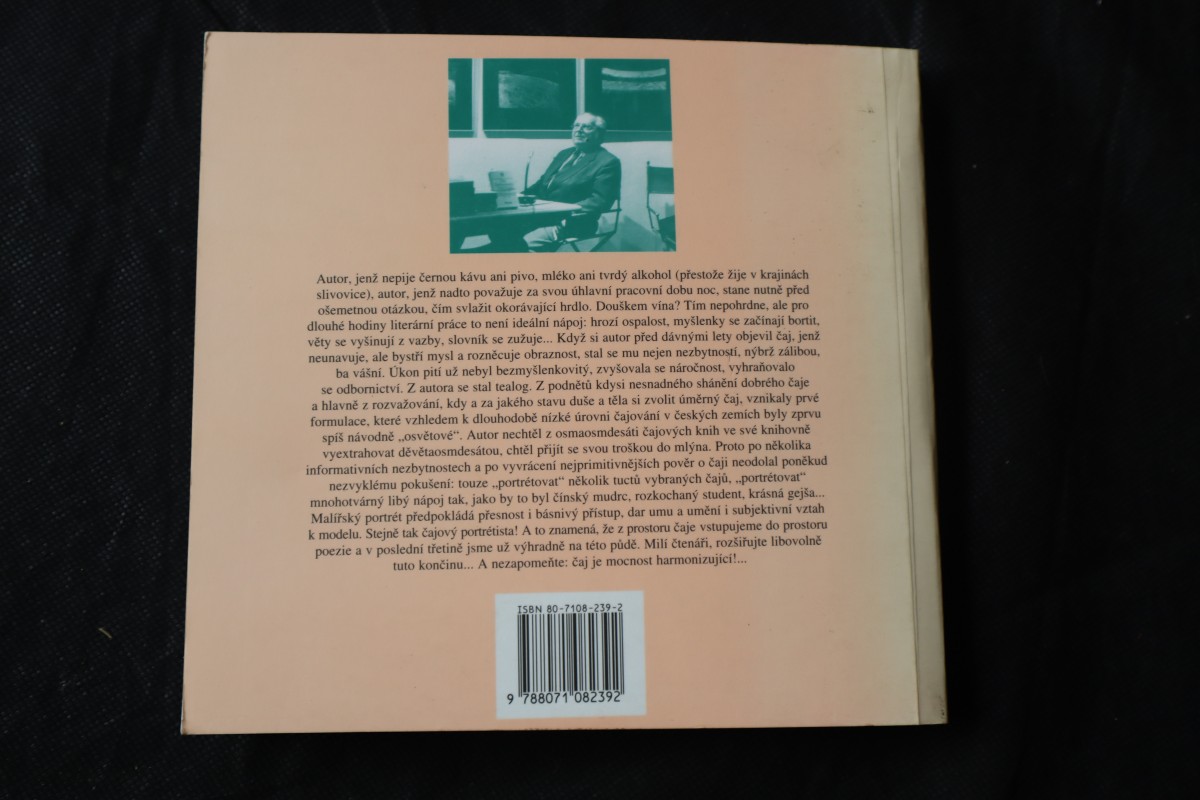 Autor, jenž nepije černou kávu ani pivo, mléko ani tvrdý alkohol (přestože žije v krajinách
slivovice), autor, jenž nadto považuje za svou úhlavní pracovní dobu noc, stane nutně před
ošemetnou otázkou, čím svlažit okorávající hrdlo. Douškem vína? Tím nepohrdne, ale pro
dlouhé hodiny literární práce to není ideální nápoj: hrozí ospalost, myšlenky se začínají bortit,
věty se vyšinují z vazby, slovník se zužuje... Když si autor před dávnými lety objevil čaj, jenž
neunavuje, ale bystří mysl a rozněcuje obraznost, stal se mu nejen nezbytností, nýbrž zálibou,
ba vášní. Úkon pití už nebyl bezmyšlenkovitý, zvyšovala se náročnost, vyhraňovalo
se odbornictví. Z autora se stal tealog. Z podnětů kdysi nesnadného shánění dobrého čaje
a hlavně z rozvažování, kdy a za jakého stavu duše a těla si zvolit úměrný čaj, vznikaly prvé
formulace, které vzhledem k dlouhodobě nízké úrovni čajování v českých zemích byly zprvu
spíš návodně „osvětové“. Autor nechtěl z osmaosmdesáti čajových knih ve své knihovně
vyextrahovat děvětaosmdesátou, chtěl přijít se svou troškou do mlýna. Proto po několika
informativních nezbytnostech a po vyvrácení nejprimitivnějších pověr o čaji neodolal poněkud
nezvyklému pokušení: touze „portrétovat“ několik tuctů vybraných čajů, „portrétovat“
mnohotvárný libý nápoj tak, jako by to byl čínský mudrc, rozkochaný student, krásná gejša...
Malířský portrét předpokládá přesnost i básnivý přístup, dar umu a umění i subjektivní vztah
k modelu. Stejně tak čajový portrétista! A to znamená, že z prostoru čaje vstupujeme do prostoru
poezie a v poslední třetině jsme už výhradně na této půdě. Milí čtenáři, rozšiřujte libovolně
tuto končinu... A nezapomeňte: čaj je mocnost harmonizující!...
ISBN 80-7108-239-2
9 788071 082392